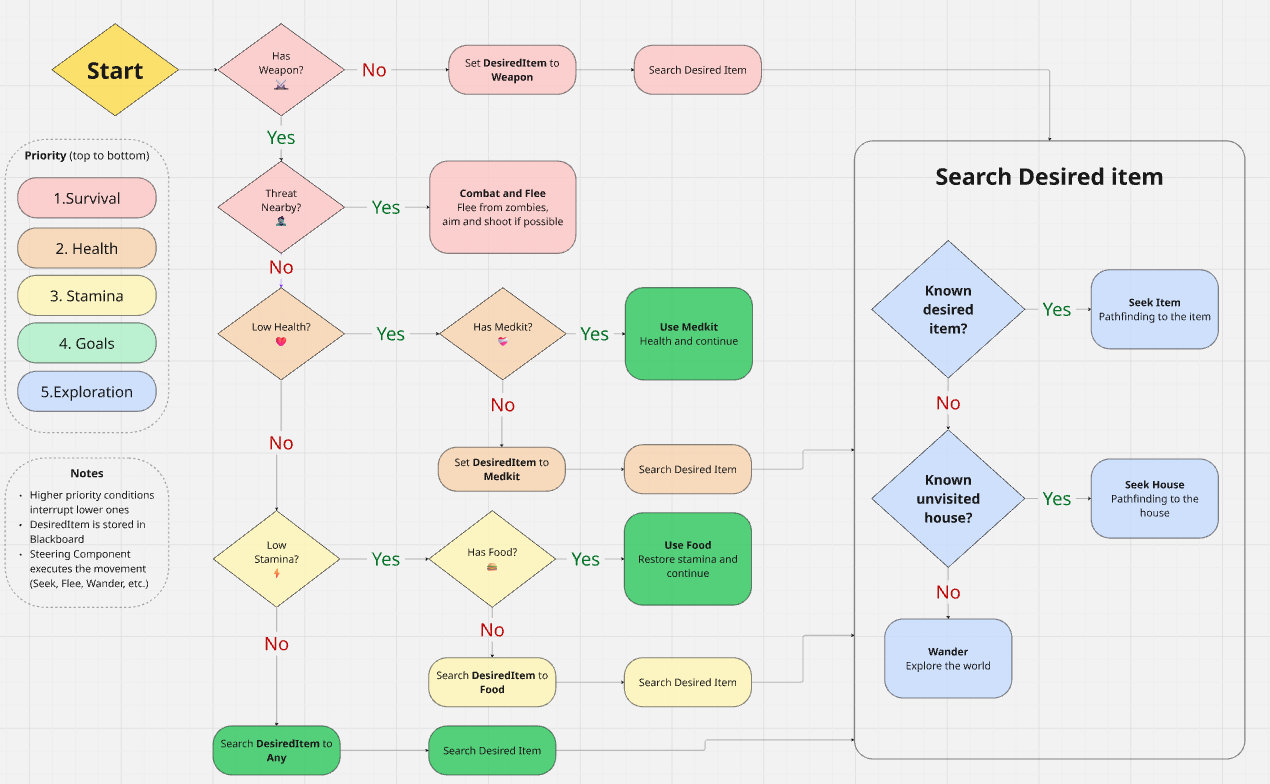 Start
Has
Weapon?
No
Set DesiredItem to
Weapon
Search Desired Item
Yes
Priority (top to bottom)
1.Survival
2. Health
3. Stamina
4. Goals
5.Exploration
Threat
Nearby?
Yes
Combat and Flee
Flee from zombies,
aim and shoot if possible
No
Low Health?
Yes
Has Medkit?
Yes
Use Medkit
Health and continue
No
Set DesiredItem to
Medkit
Search Desired Item
No
Notes
· Higher priority conditions
interrupt lower ones
· DesiredItem is stored in
Blackboard
· Steering Component
executes the movement
(Seek, Flee, Wander, etc.)
Low
Stamina?
Yes
Has Food?
Yes
Use Food
Restore stamina and
continue
No
Search DesiredItem to
Food
Search Desired Item
No
Search DesiredItem to
Any
Search Desired Item
Search Desired item
Known
desired
item?
Yes
Seek Item
Pathfinding to the item
No
Known
unvisited
house?
Yes
Seek House
Pathfinding to the
house
No
Wander
Explore the world